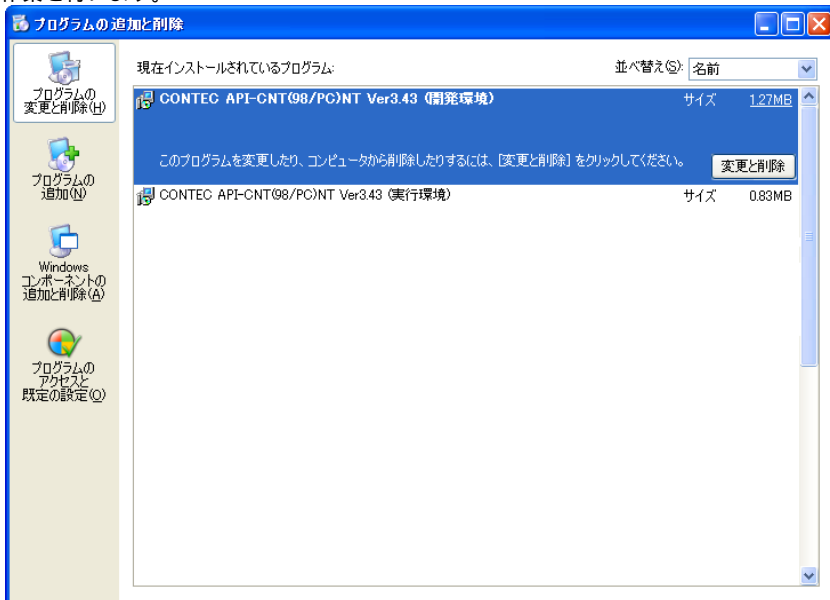 プログラムの追加と削除
現在インストールされているプログラム:
並べ替え(S):
名前
プログラムの
変更と削除(H)
プログラムの
追加(N)
Windows
コンポーネントの
追加と削除(A)
プログラムの
アクセスと
既定の設定(O)
CONTEC API-CNT(98/PC)NT Ver3.43 (開発環境)
サイズ
1.27MB
このプログラムを変更したり、コンピュータから削除したりするには、[変更と削除] をクリックしてください。
変更と削除
CONTEC API-CNT(98/PC)NT Ver3.43 (実行環境)
サイズ
0.83MB